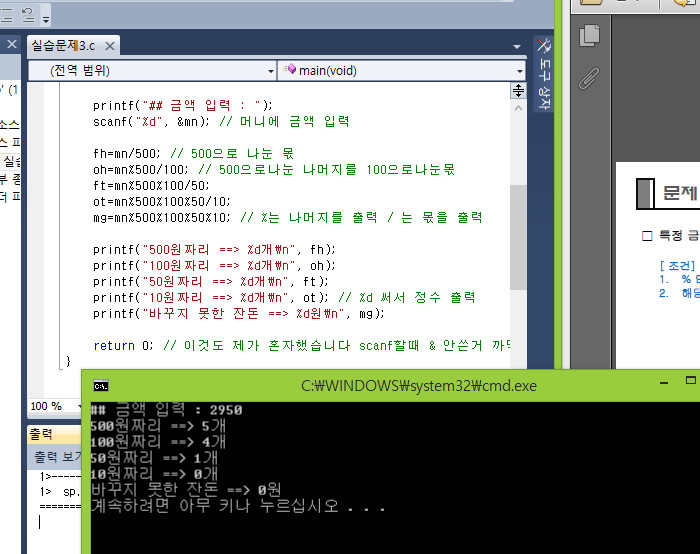 실습문제3.c
(전역 범위)
main(void)
도구 상자
printf("## 금액 입력 : ");
scanf("%d", &mn); // 머니에 금액 입력
fh=mn/500; // 500으로 나눈 몫
oh=mn%500/100; // 500으로나눈 나머지를 100으로나눈몫
ft=mn%500%100/50;
ot=mn%500%100%50/10;
mg=mn%500%100%50%10; // %는 나머지를 출력 / 는 몫을 출력
printf("500원짜리 ==> %d개₩n", fh);
printf("100원짜리 ==> %d개₩n", oh);
printf("50원짜리 ==> %d개₩n", ft);
printf("10원짜리 ==> %d개₩n", ot); // %d 써서 정수 출력
printf("바꾸지 못한 잔돈 ==> %d원₩n", mg);
return 0; // 이것도 제가 혼자했습니다 scanf할때 & 안쓴거 까먹
}
100 %
출력
출력 보기
1>-----
1> sp.
=======
C:₩WINDOWS₩system32₩cmd.exe
## 금액 입력 : 2950
500원짜리 ==> 5개
100원짜리 ==> 4개
50원짜리 ==> 1개
10원짜리 ==> 0개
바꾸지 못한 잔돈 ==> 0원
계속하려면 아무 키나 누르십시오 . . .
문제
□ 특정 금
[ 조건]
1. %
2. 해당